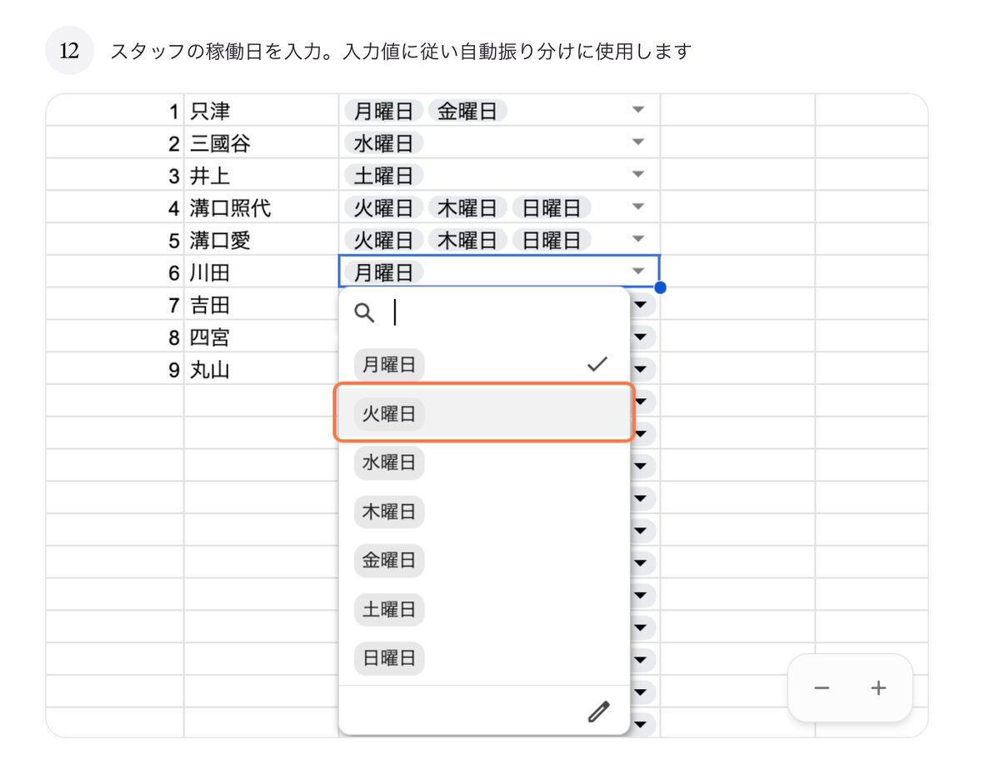 12 スタッフの稼働日を入力。入力値に従い自動振り分けに使用します
1 只津 月曜日 金曜日
2 三國谷 水曜日
3 井上 土曜日
4 溝口照代 火曜日 木曜日 日曜日
5 溝口愛 火曜日 木曜日 日曜日
6 川田 月曜日
7 吉田
8 四宮
9 丸山
月曜日
火曜日
水曜日
木曜日
金曜日
土曜日
日曜日